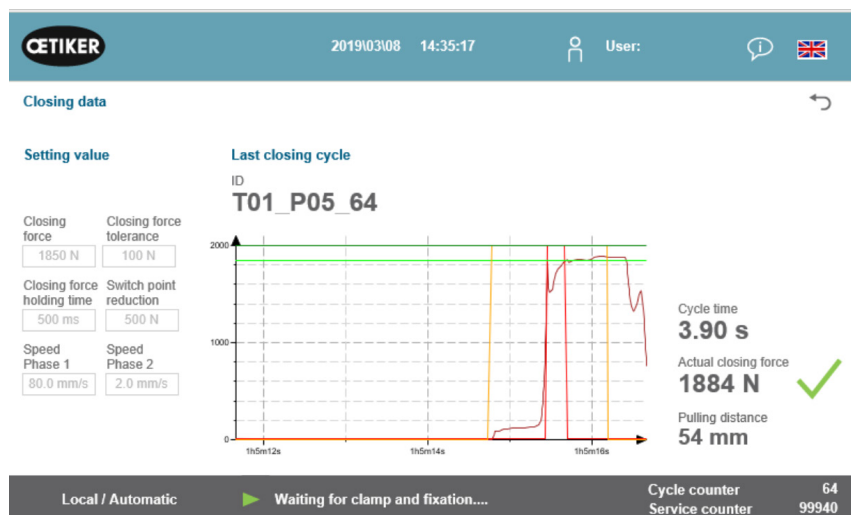 ŒTIKER
2019\03\08 14:35:17
User:
Closing data
Setting value
Last closing cycle
ID
T01_P05_64
Closing force
Closing force tolerance
1850 N
100 N
Closing force holding time
Switch point reduction
500 ms
500 N
Speed Phase 1
Speed Phase 2
80.0 mm/s
2.0 mm/s
2000
1000
0
1h5m12s
1h5m14s
1h5m16s
Cycle time
3.90 s
Actual closing force
1884 N
Pulling distance
54 mm
Local / Automatic
Waiting for clamp and fixation....
Cycle counter 64
Service counter 99940